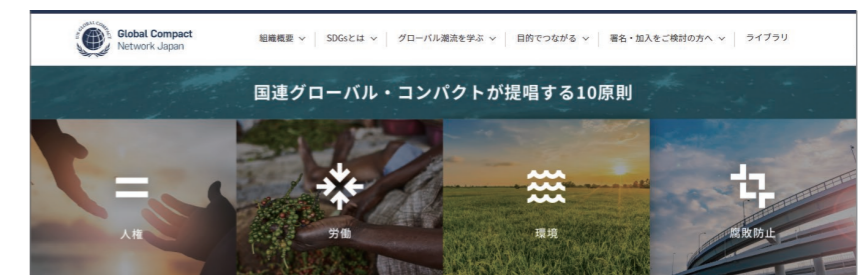 Global Compact
Network Japan
組織概要
SDGsとは
グローバル潮流を学ぶ
目的でつながる
署名・加入をご検討の方へ
ライブラリ
国連グローバル・コンパクトが提唱する10原則
人権
労働
環境
腐敗防止